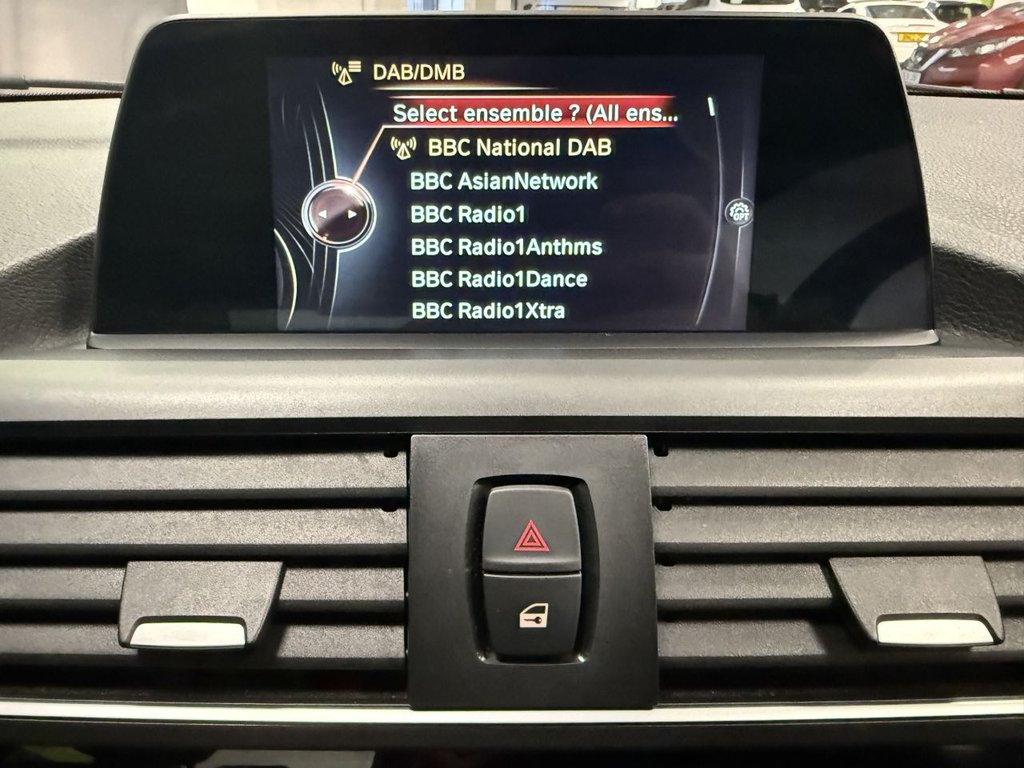 DAB/DMB
Select ensemble ? (All ens...
BBC National DAB
BBC AsianNetwork
BBC Radio1
BBC Radio1Anthms
BBC Radio1Dance
BBC Radio1Xtra
OPT